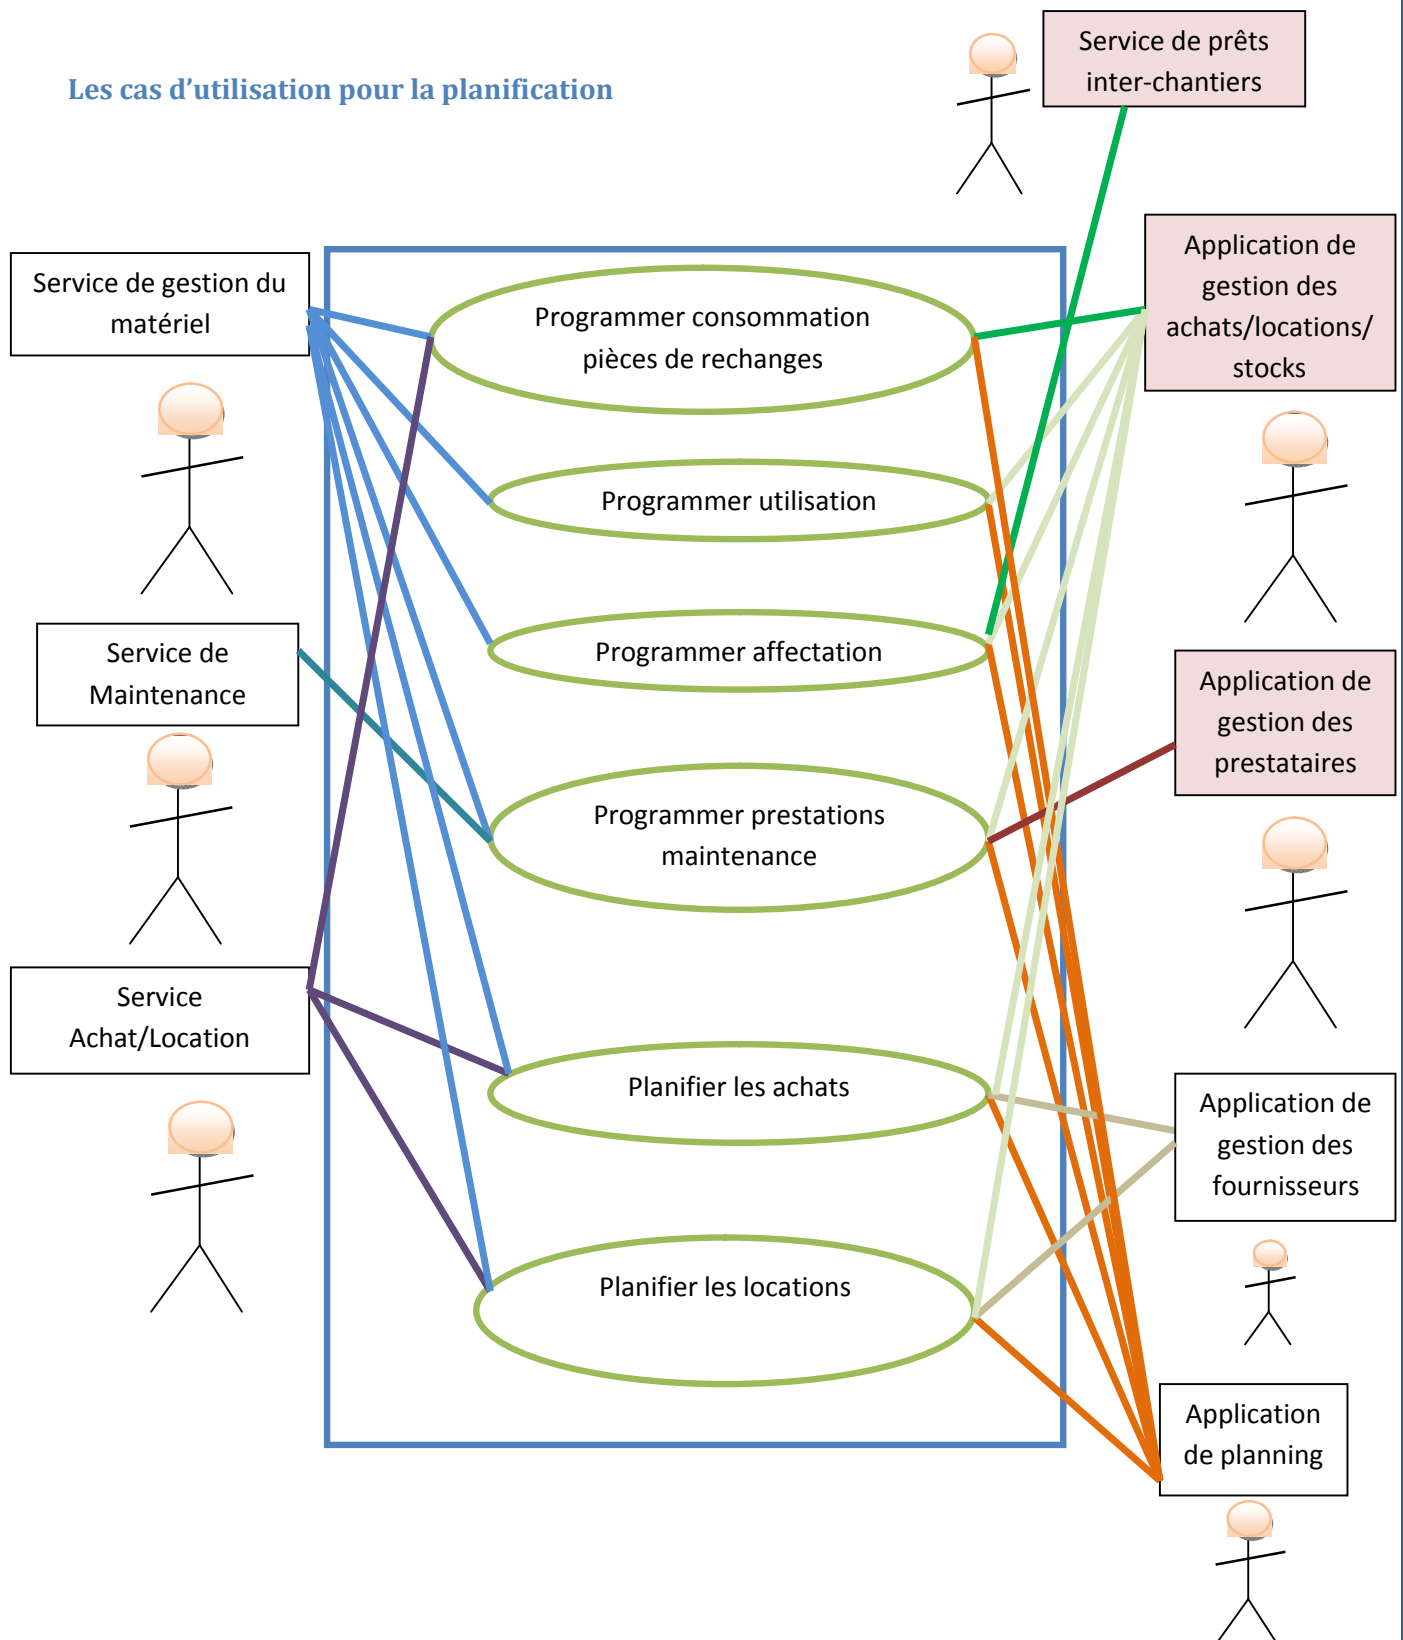 Service de prêts
inter-chantiers
Les cas d’utilisation pour la planification
Application de
gestion des
achats/locations/
stocks
Service de gestion du
matériel
Programmer consommation
pièces de rechanges
Programmer utilisation
Service de
Maintenance
Programmer affectation
Application de
gestion des
prestataires
Programmer prestations
maintenance
Service
Achat/Location
Planifier les achats
Application de
gestion des
fournisseurs
Planifier les locations
Application
de planning